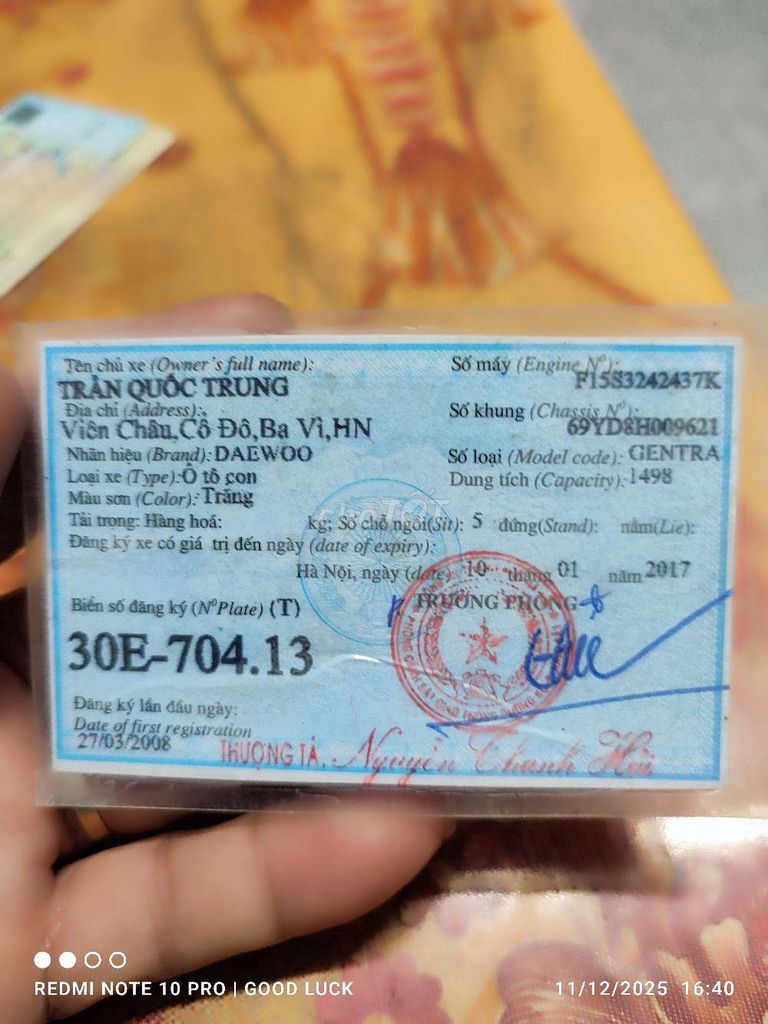 Tên chủ xe (Owner's full name):
TRẦN QUỐC TRUNG
Số máy (Engine Nº):
F15S3242437K
Địa chỉ (Address):
Viên Châu,Cổ Đô,Ba Vì,HN
Số khung (Chassis Nº):
69YD8H009621
Nhãn hiệu (Brand): DAEWOO
Số loại (Model code): GENTRA
Loại xe (Type): Ô tô con
Dung tích (Capacity): 1498
Màu sơn (Color): Trắng
Tải trọng: Hàng hoá: kg; Số chỗ ngồi(Sit): 5 đứng(Stand): nằm(Lie):
Đăng ký xe có giá trị đến ngày (date of expiry):
Hà Nội, ngày (date) 10 tháng 01 năm 2017
Biển số đăng ký (NºPlate) (T)
TRƯỞNG PHÒNG
30E-704.13
Đăng ký lần đầu ngày:
Date of first registration
27/03/2008
THƯỢNG TÁ, Nguyễn Thanh
chợTỐT
REDMI NOTE 10 PRO | GOOD LUCK
11/12/2025 16:40